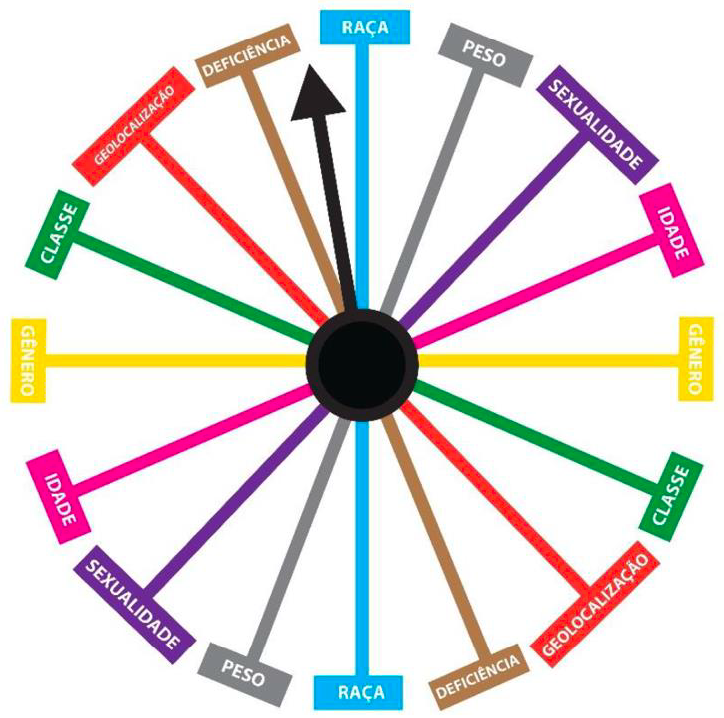 RAÇA
PESO
SEXUALIDADE
IDADE
GÊNERO
CLASSE
GEOLOCALIZAÇÃO
DEFICIÊNCIA
RAÇA
PESO
SEXUALIDADE
IDADE
GÊNERO
CLASSE
GEOLOCALIZAÇÃO
DEFICIÊNCIA